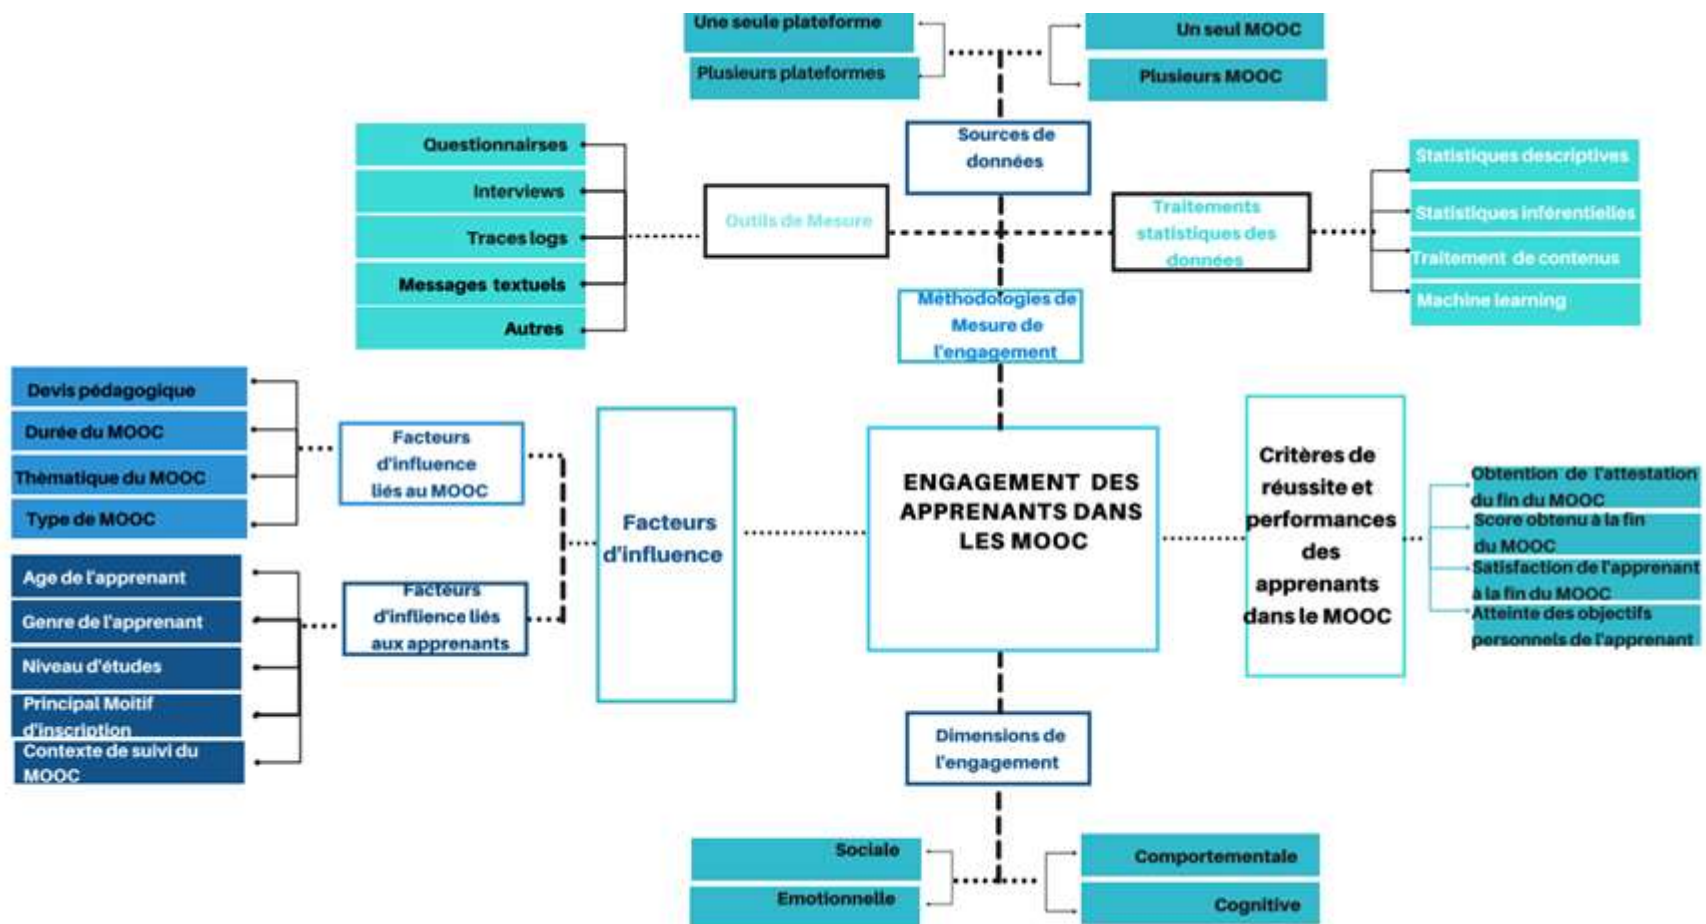 Une seule plateforme
Plusieurs plateformes
Un seul MOOC
Plusieurs MOOC
Sources de
données
Questionnairses
Interviews
Traces logs
Messages textuels
Autres
Outils de Mesure
Traitements
statistiques des
données
Statistiques descriptives
Statistiques inférentielles
Traitement de contenus
Machine learning
Méthodologies de
Mesure de
l'engagement
Devis pédagogique
Durée du MOOC
Thèmatique du MOOC
Type de MOOC
Facteurs
d'influence
liés au MOOC
Age de l'apprenant
Genre de l'apprenant
Niveau d'études
Principal Moitif
d'inscription
Contexte de suivi du
MOOC
Facteurs
d'inflience liés
aux apprenants
Facteurs
d'influence
ENGAGEMENT DES
APPRENANTS DANS
LES MOOC
Critères de
réussite et
performances
des
apprenants
dans le MOOC
Obtention de l'attestation
du fin du MOOC
Score obtenu à la fin
du MOOC
Satisfaction de l'apprenant
à la fin du MOOC
Atteinte des objectifs
personnels de l'apprenant
Dimensions de
l'engagement
Sociale
Emotionnelle
Comportementale
Cognitive